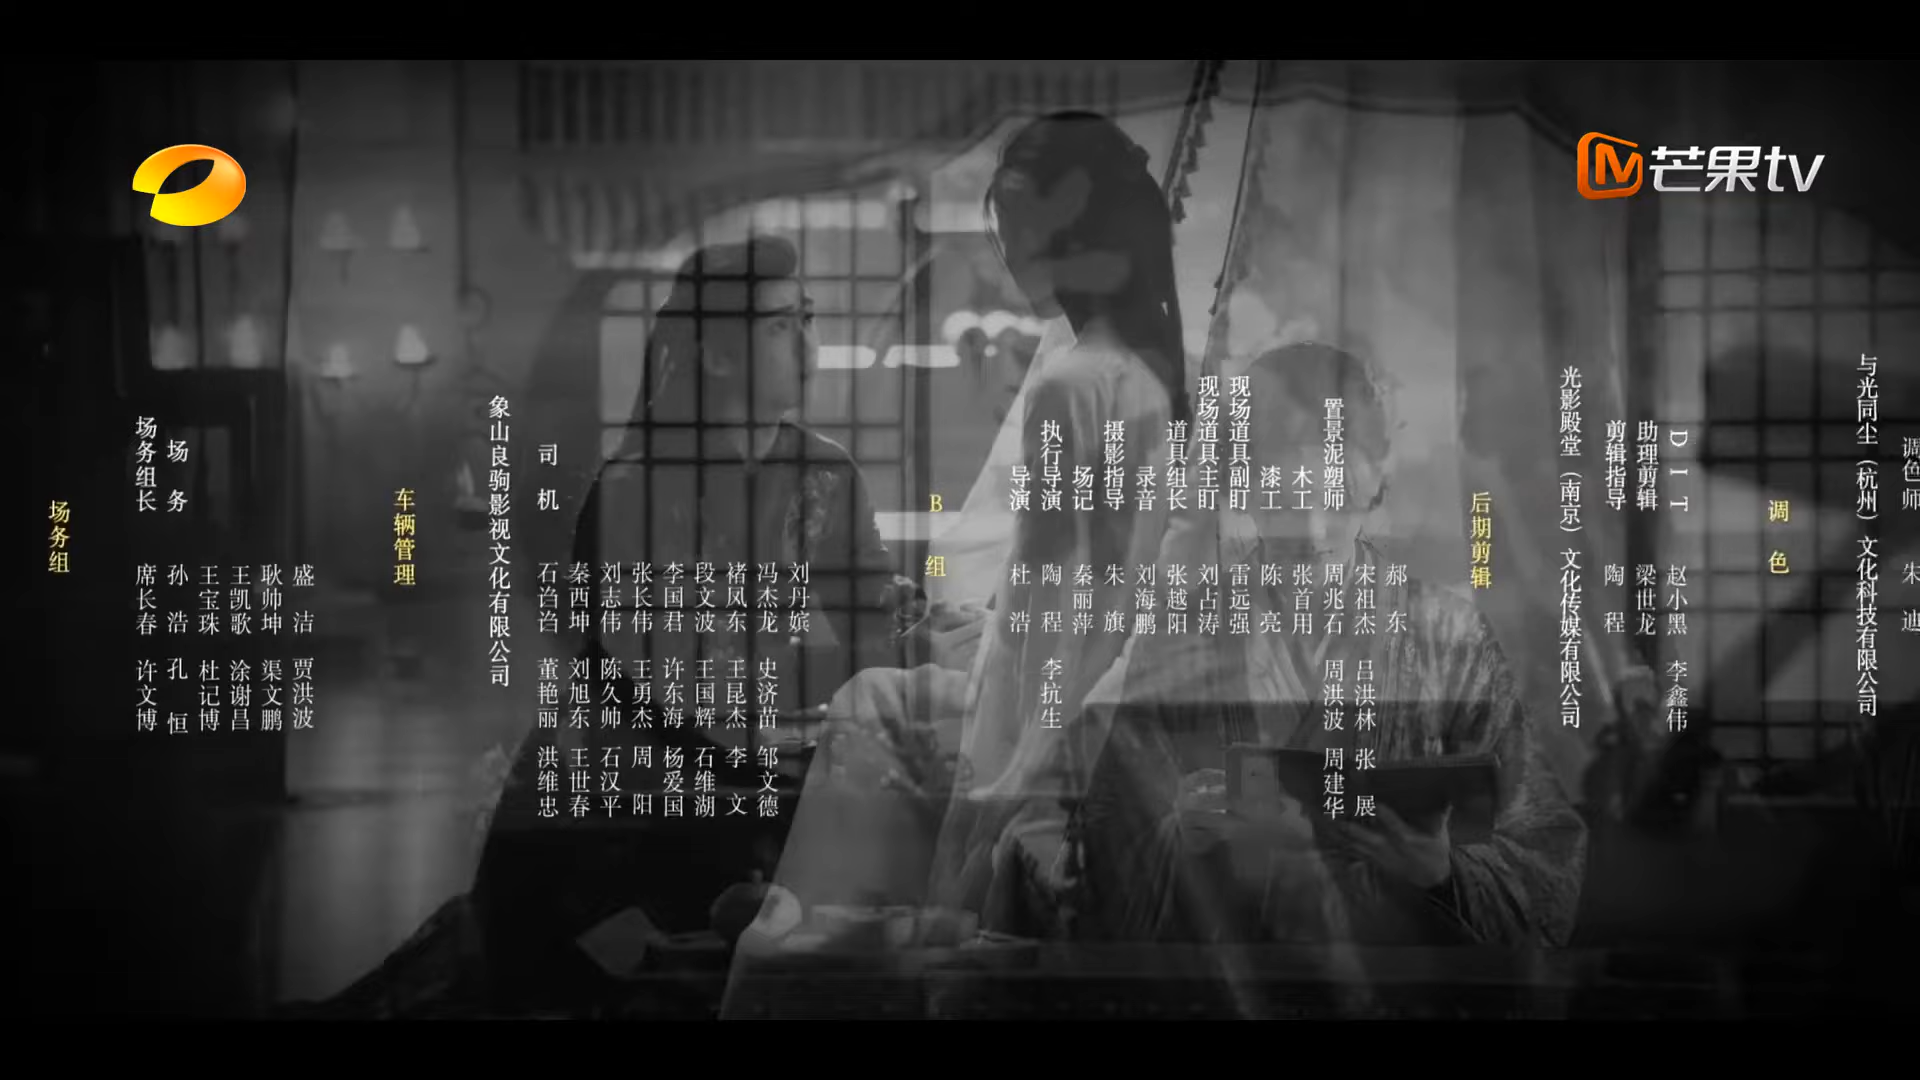 芒果tv
场务组
场务组长 席长春 许文博
场务 孙浩 孔恒
王宝珠 杜记博
王凯歌 涂谢昌
耿帅坤 渠文鹏
盛洁 贾洪波
车辆管理
象山良驹影视文化有限公司
司机 石诌诌 董艳丽 洪维忠
秦西坤 刘旭东 王世春
刘志伟 陈久帅 石汉平
张长伟 王勇杰 周阳
李国君 许东海 杨爱国
段文波 王国辉 石维湖
褚凤东 王昆杰 李文
冯杰龙 史济苗 邹文德
刘丹嫔
B组
导演 杜浩
执行导演 陶程 李抗生
场记 秦丽萍
摄影指导 朱旗
录音 刘海鹏
道具组长 张越阳
现场道具主盯 刘占涛
现场道具副盯 雷远强
漆工 陈亮
木工 张首用
置景泥塑师 周兆石 周洪波 周建华
宋祖杰 吕洪林 张展
郝东
后期剪辑
光影殿堂（南京）文化传媒有限公司
剪辑指导 陶程
助理剪辑 梁世龙
DIT 赵小黑 李鑫伟
调色
与光同尘（杭州）文化科技有限公司
调色师 朱迪